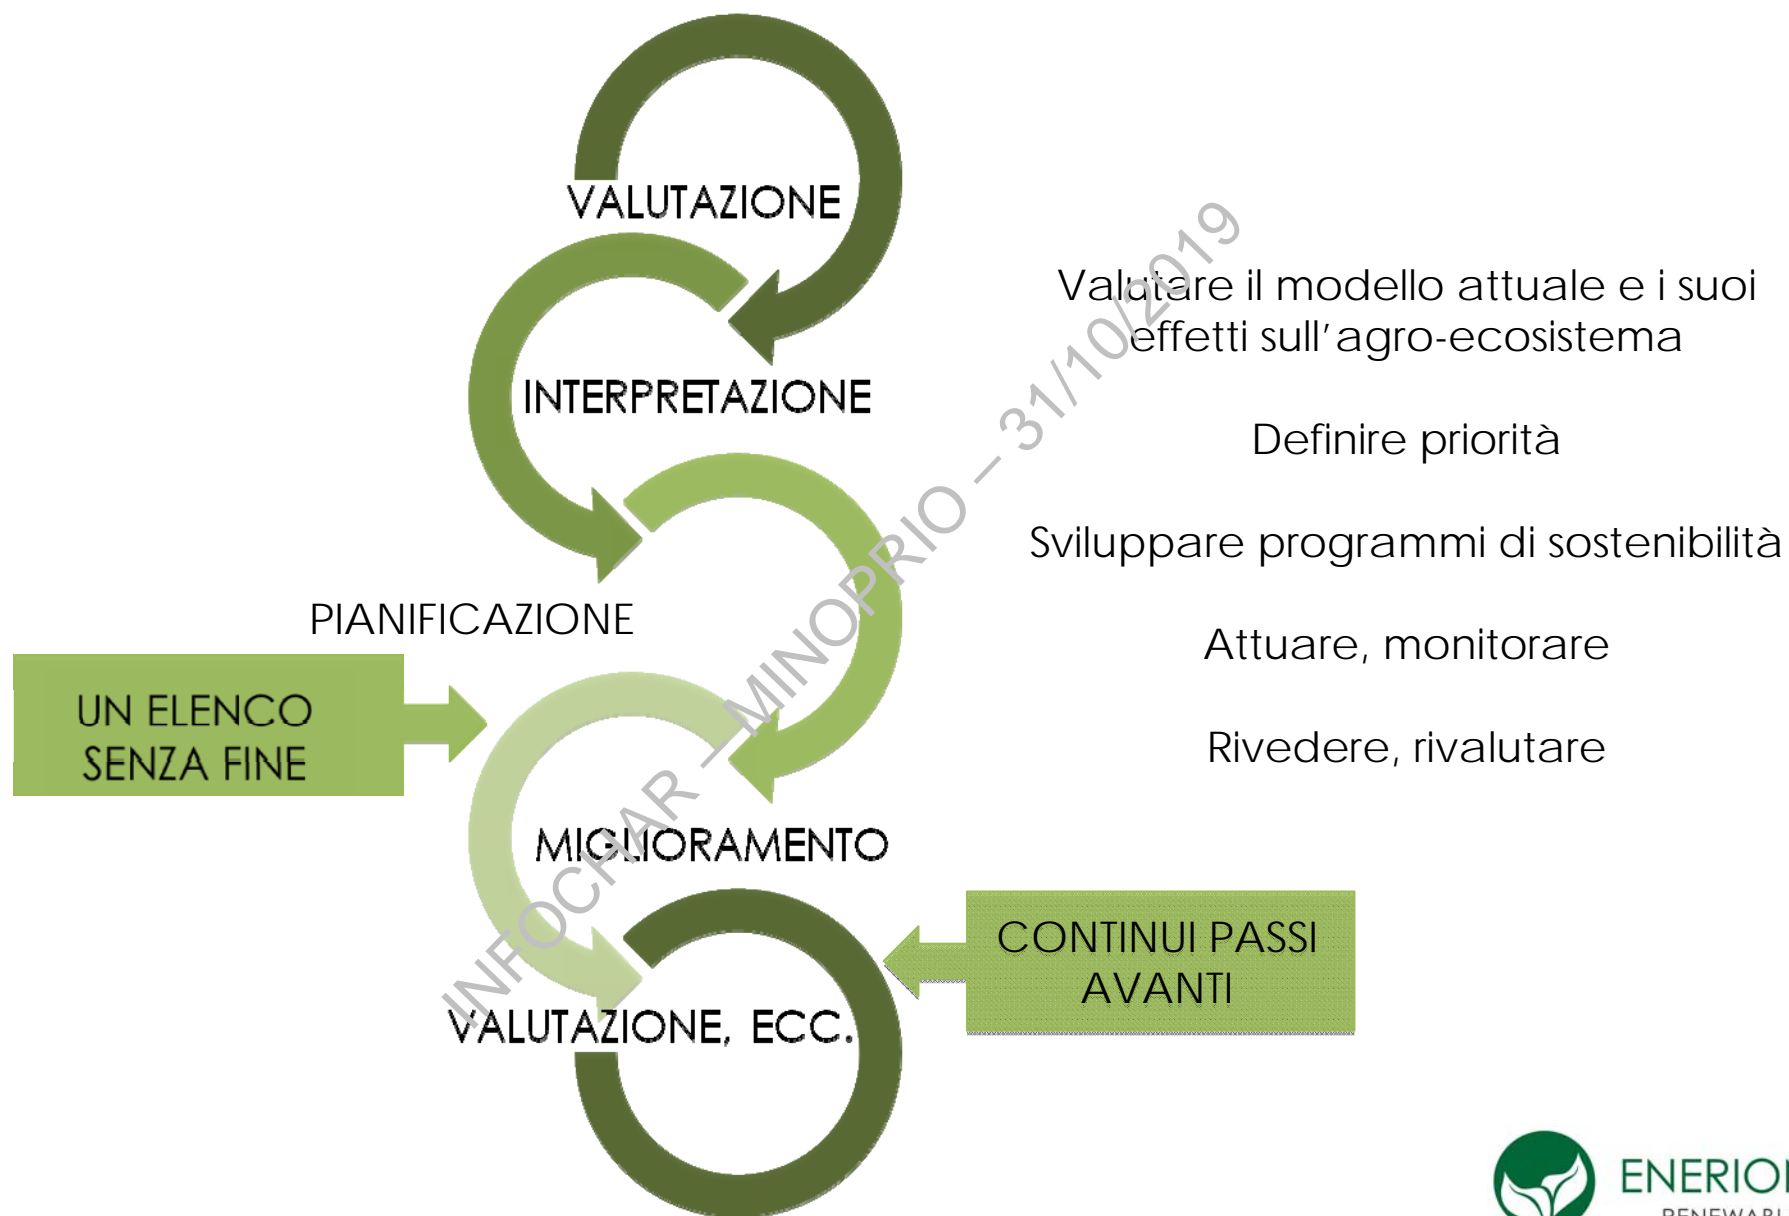 VALUTAZIONE
INTERPRETAZIONE
PIANIFICAZIONE
UN ELENCO
SENZA FINE
MIGLIORAMENTO
VALUTAZIONE, ECC.
CONTINUI PASSI
AVANTI
Valutare il modello attuale e i suoi
effetti sull'agro-ecosistema
Definire priorità
Sviluppare programmi di sostenibilità
Attuare, monitorare
Rivedere, rivalutare
INFOCHAR – MINOPRIO – 31/10/2019